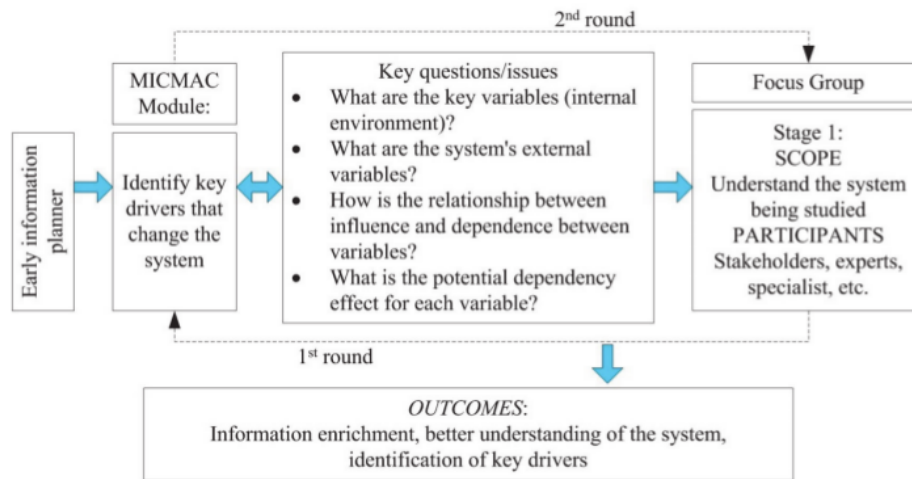 2nd round
MICMAC
Module:
Key questions/issues
• What are the key variables (internal
environment)?
• What are the system's external
variables?
• How is the relationship between
influence and dependence between
variables?
• What is the potential dependency
effect for each variable?
Focus Group
Early information
planner
Identify key
drivers that
change the
system
Stage 1:
SCOPE
Understand the system
being studied
PARTICIPANTS
Stakeholders, experts,
specialist, etc.
1st round
OUTCOMES:
Information enrichment, better understanding of the system,
identification of key drivers